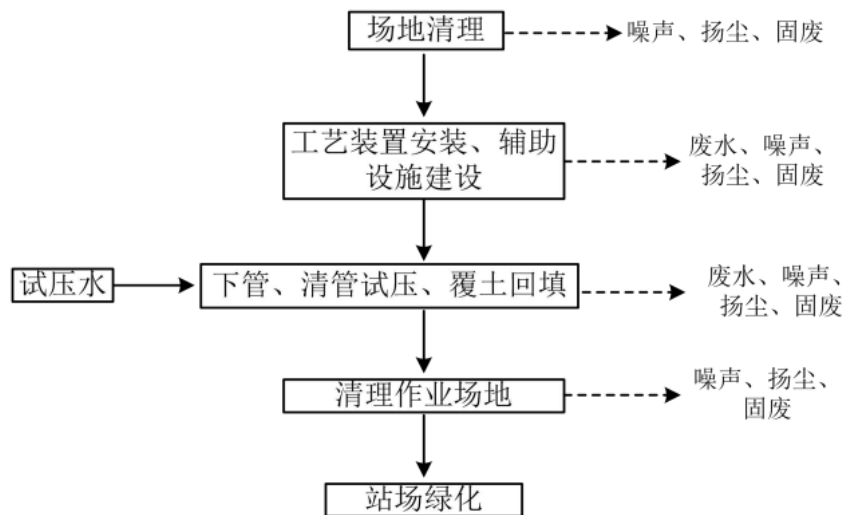 场地清理
噪声、扬尘、固废
工艺装置安装、辅助
设施建设
废水、噪声、
扬尘、固废
试压水
下管、清管试压、覆土回填
废水、噪声、
扬尘、固废
清理作业场地
噪声、扬尘、
固废
站场绿化